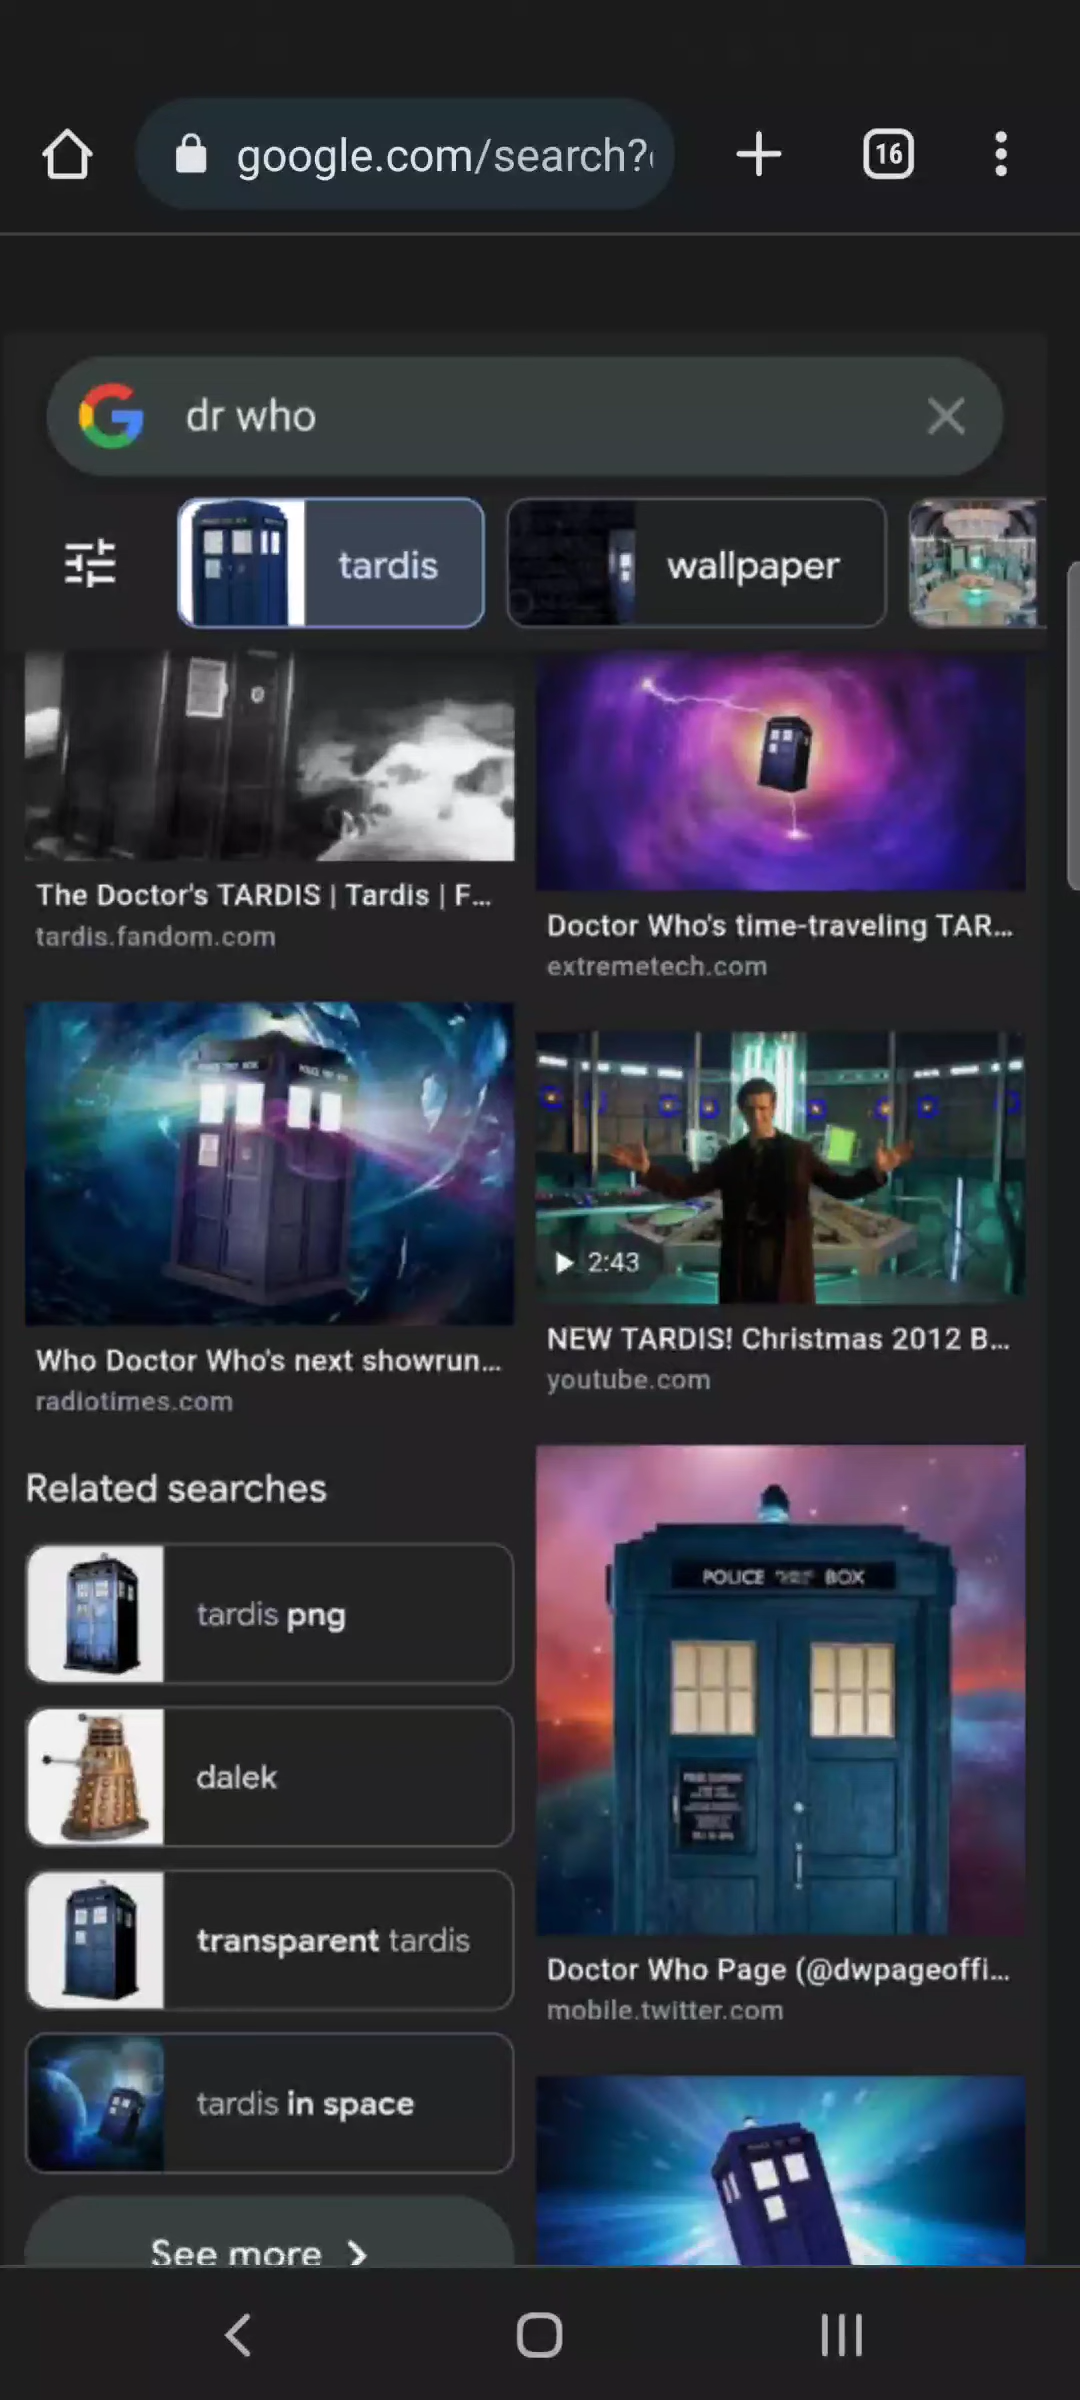 google.com/search?
16
dr who
tardis
wallpaper
The Doctor's TARDIS | Tardis | F...
tardis.fandom.com
Doctor Who's time-traveling TAR...
extremetech.com
2:43
Who Doctor Who's next showrun...
radiotimes.com
NEW TARDIS! Christmas 2012 B...
youtube.com
Related searches
tardis png
dalek
transparent tardis
tardis in space
See more
POLICE BOX
Doctor Who Page (@dwpageoffi...
mobile.twitter.com